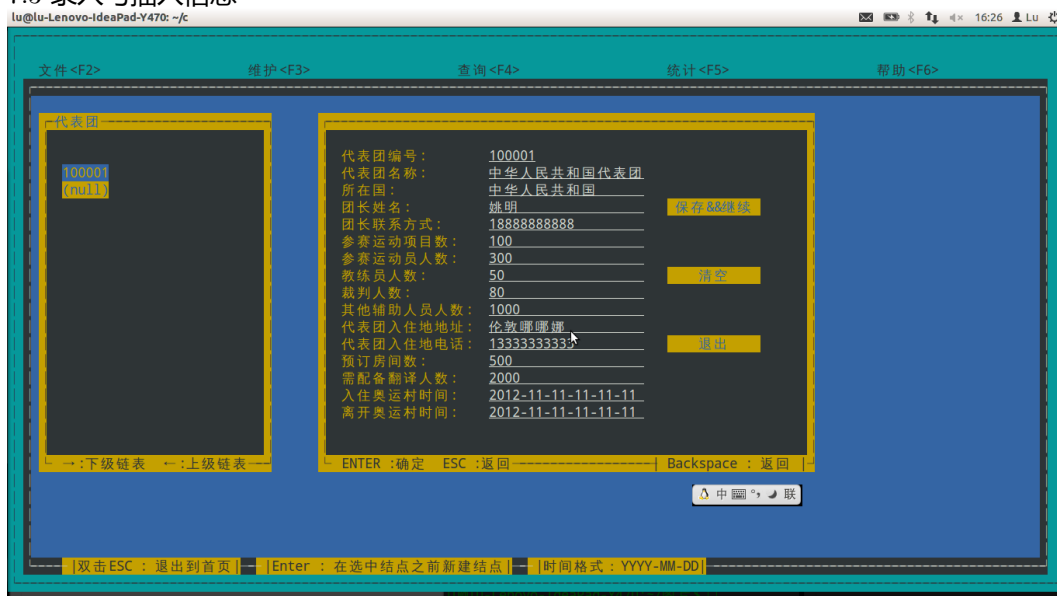 lu@lu-Lenovo-IdeaPad-Y470: ~/c 16:26 Lu
文件<F2> 维护<F3> 查询<F4> 统计<F5> 帮助<F6>
代表团
100001
(null)
→:下级链表 ←:上级链表
代表团编号： 100001
代表团名称： 中华人民共和国代表团
所在国： 中华人民共和国
团长姓名： 姚明
保存&&继续
团长联系方式： 18888888888
参赛运动项目数： 100
参赛运动员人数： 300
教练员人数： 50
清空
裁判人数： 80
其他辅助人员人数： 1000
代表团入住地地址： 伦敦哪哪娜
代表团入住地电话： 13333333333
退出
预订房间数： 500
需配备翻译人数： 2000
入住奥运村时间： 2012-11-11-11-11-11
离开奥运村时间： 2012-11-11-11-11-11
ENTER :确定 ESC :返回 | Backspace : 返回 |
中 °, 联
|双击ESC : 退出到首页| |Enter : 在选中结点之前新建结点| |时间格式: YYYY-MM-DD|